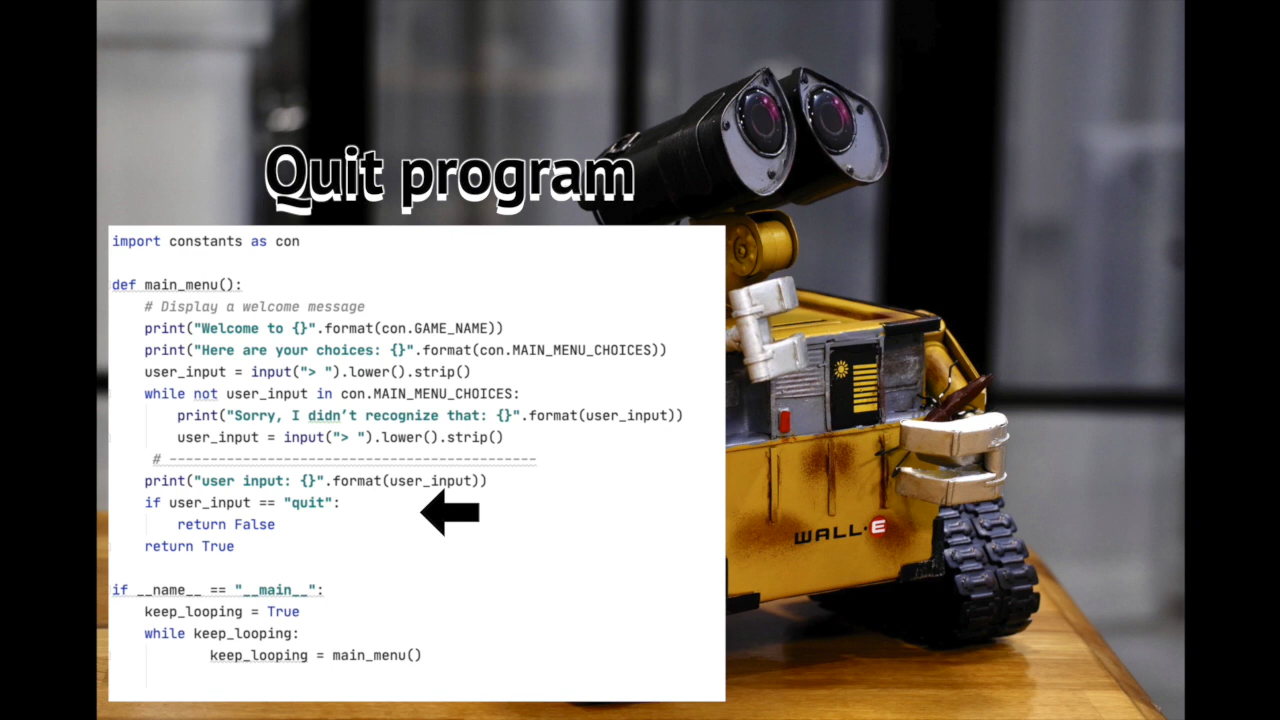 Quit program
import constants as con
def main_menu():
    # Display a welcome message
    print("Welcome to {}".format(con.GAME_NAME))
    print("Here are your choices: {}".format(con.MAIN_MENU_CHOICES))
    user_input = input("> ").lower().strip()
    while not user_input in con.MAIN_MENU_CHOICES:
        print("Sorry, I didn’t recognize that: {}".format(user_input))
        user_input = input("> ").lower().strip()
     # ---------------------------------------------
    print("user input: {}".format(user_input))
    if user_input == "quit":
        return False
    return True
if __name__ == "__main__":
    keep_looping = True
    while keep_looping:
            keep_looping = main_menu()
WALL·E